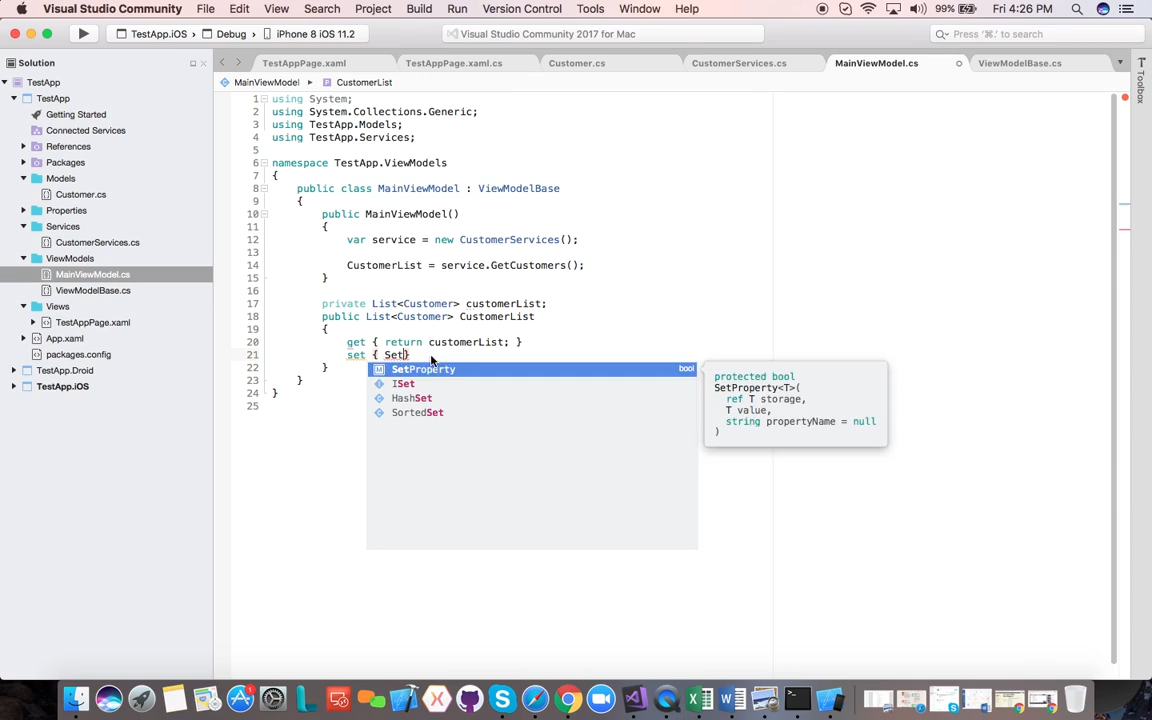 Visual Studio Community File Edit View Search Project Build Run Version Control Tools Window Help 99% Fri 4:26 PM
TestApp.iOS Debug iPhone 8 iOS 11.2 Visual Studio Community 2017 for Mac Press '⌘.' to search
Solution
TestAppPage.xaml TestAppPage.xaml.cs Customer.cs CustomerServices.cs MainViewModel.cs ViewModelBase.cs
MainViewModel CustomerList
Toolbox
TestApp
TestApp
Getting Started
Connected Services
References
Packages
Models
Customer.cs
Properties
Services
CustomerServices.cs
ViewModels
MainViewModel.cs
ViewModelBase.cs
Views
TestAppPage.xaml
App.xaml
packages.config
TestApp.Droid
TestApp.iOS
1 using System;
2 using System.Collections.Generic;
3 using TestApp.Models;
4 using TestApp.Services;
5
6 namespace TestApp.ViewModels
7 {
8 public class MainViewModel : ViewModelBase
9 {
10 public MainViewModel()
11 {
12 var service = new CustomerServices();
13
14 CustomerList = service.GetCustomers();
15 }
16
17 private List<Customer> customerList;
18 public List<Customer> CustomerList
19 {
20 get { return customerList; }
21 set { Set}
22 }
23 }
24 }
25
SetProperty bool
ISet
HashSet
SortedSet
protected bool
SetProperty<T>(
ref T storage,
T value,
string propertyName = null
)